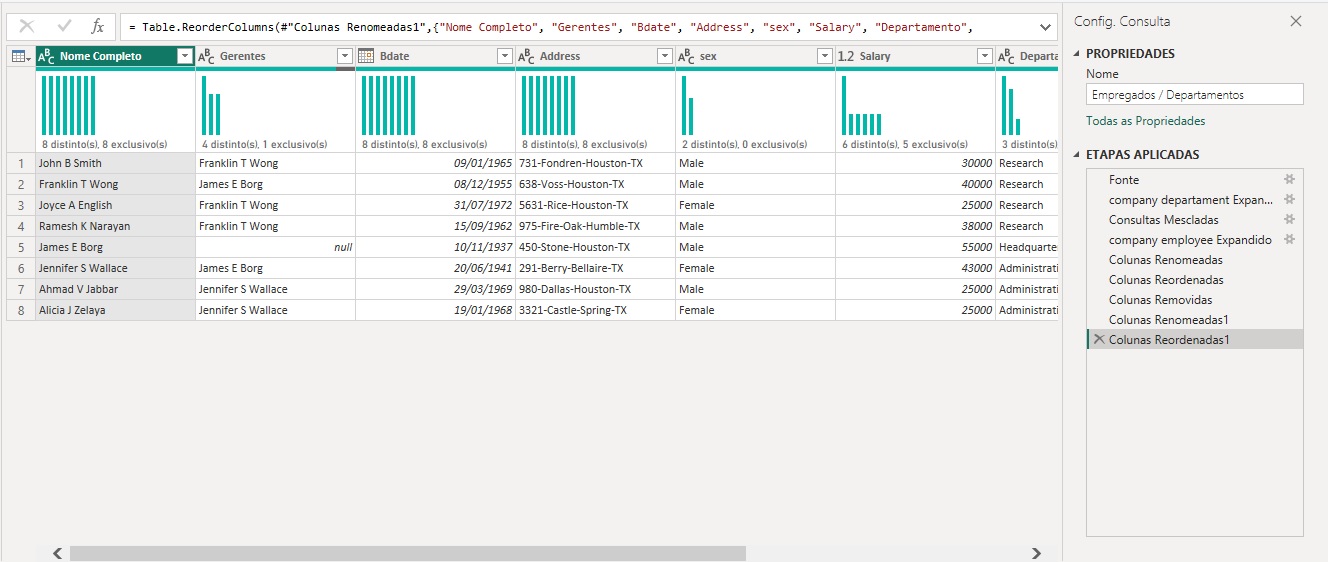 = Table.ReorderColumns(#"Colunas Renomeadas1",{"Nome Completo", "Gerentes", "Bdate", "Address", "sex", "Salary", "Departamento",
Nome Completo Gerentes Bdate Address sex 1.2 Salary Departa
8 distinto(s), 8 exclusivo(s) 4 distinto(s), 1 exclusivo(s) 8 distinto(s), 8 exclusivo(s) 8 distinto(s), 8 exclusivo(s) 2 distinto(s), 0 exclusivo(s) 6 distinto(s), 5 exclusivo(s) 3 distinto(s)
1 John B Smith Franklin T Wong 09/01/1965 731-Fondren-Houston-TX Male 30000 Research
2 Franklin T Wong James E Borg 08/12/1955 638-Voss-Houston-TX Male 40000 Research
3 Joyce A English Franklin T Wong 31/07/1972 5631-Rice-Houston-TX Female 25000 Research
4 Ramesh K Narayan Franklin T Wong 15/09/1962 975-Fire-Oak-Humble-TX Male 38000 Research
5 James E Borg null 10/11/1937 450-Stone-Houston-TX Male 55000 Headquarte
6 Jennifer S Wallace James E Borg 20/06/1941 291-Berry-Bellaire-TX Female 43000 Administrati
7 Ahmad V Jabbar Jennifer S Wallace 29/03/1969 980-Dallas-Houston-TX Male 25000 Administrati
8 Alicia J Zelaya Jennifer S Wallace 19/01/1968 3321-Castle-Spring-TX Female 25000 Administrati
Config. Consulta
PROPRIEDADES
Nome
Empregados / Departamentos
Todas as Propriedades
ETAPAS APLICADAS
Fonte
company departament Expan...
Consultas Mescladas
company employee Expandido
Colunas Renomeadas
Colunas Reordenadas
Colunas Removidas
Colunas Renomeadas1
Colunas Reordenadas1